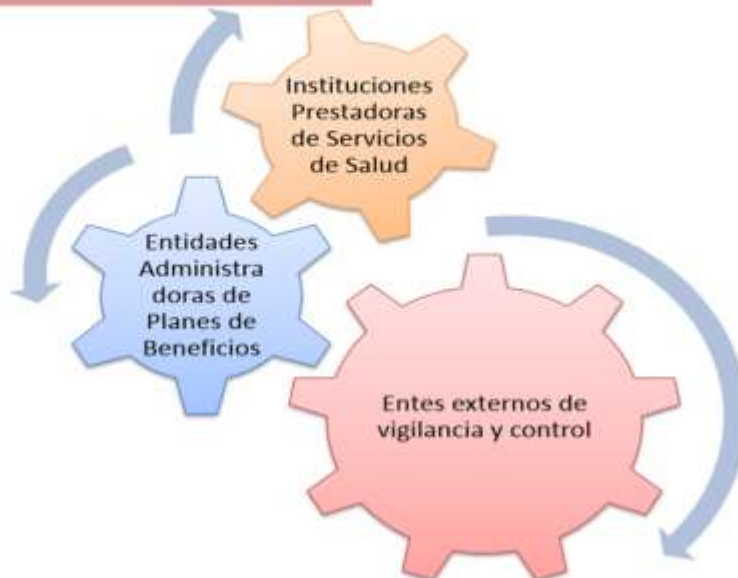 Instituciones
Prestadoras
de Servicios
de Salud
Entidades
Administra
doras de
Planes de
Beneficios
Entes externos de
vigilancia y control